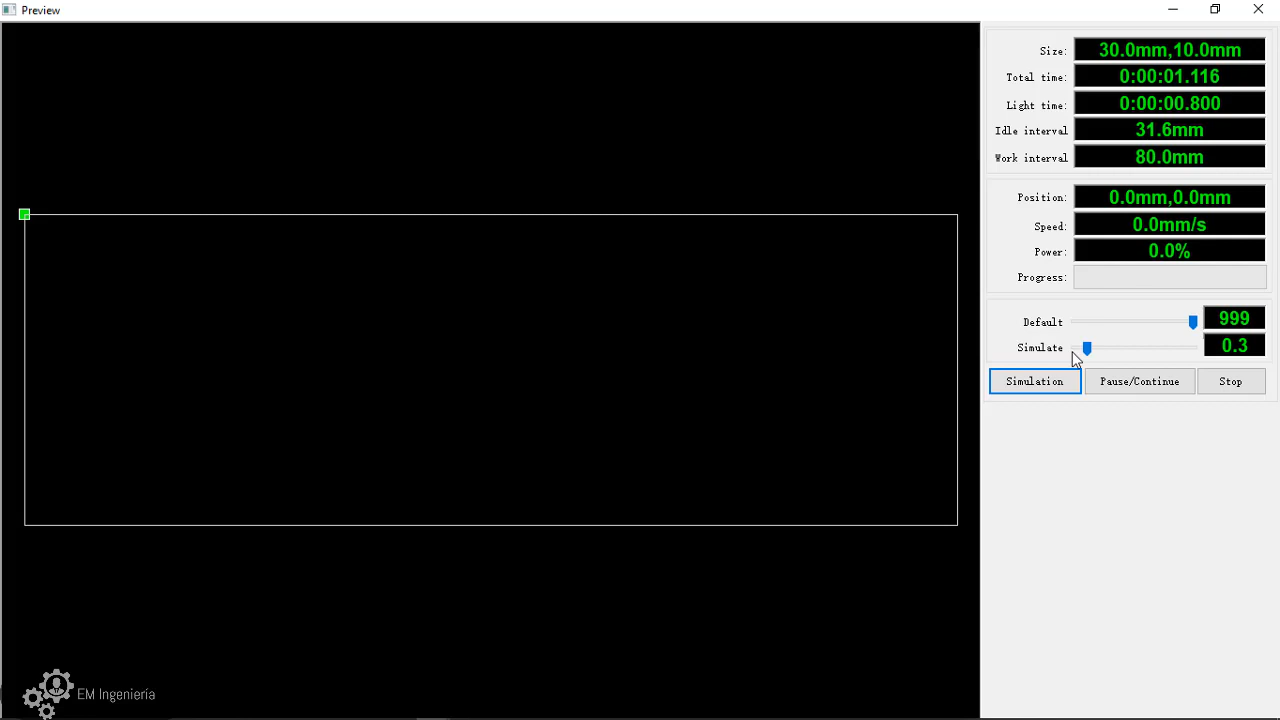 Preview
Size: 30.0mm,10.0mm
Total time: 0:00:01.116
Light time: 0:00:00.800
Idle interval 31.6mm
Work interval 80.0mm
Position: 0.0mm,0.0mm
Speed: 0.0mm/s
Power: 0.0%
Progress:
Default 999
Simulate 0.3
Simulation Pause/Continue Stop
EM Ingeniería